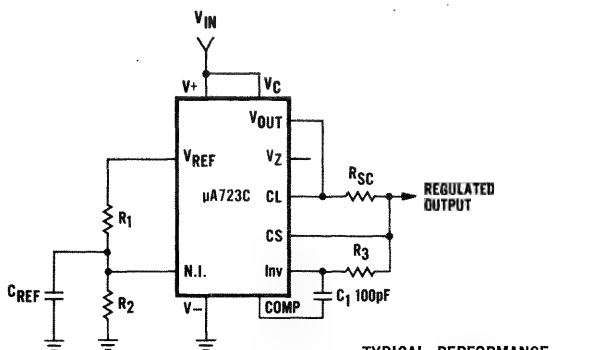 VIN
V+ VC
VOUT
VREF VZ
RSC
μA723C CL REGULATED
OUTPUT
R1
CS
R3
N.I. Inv
CREF R2 C1 100pF
V− COMP
TYPICAL PERFORMANCE